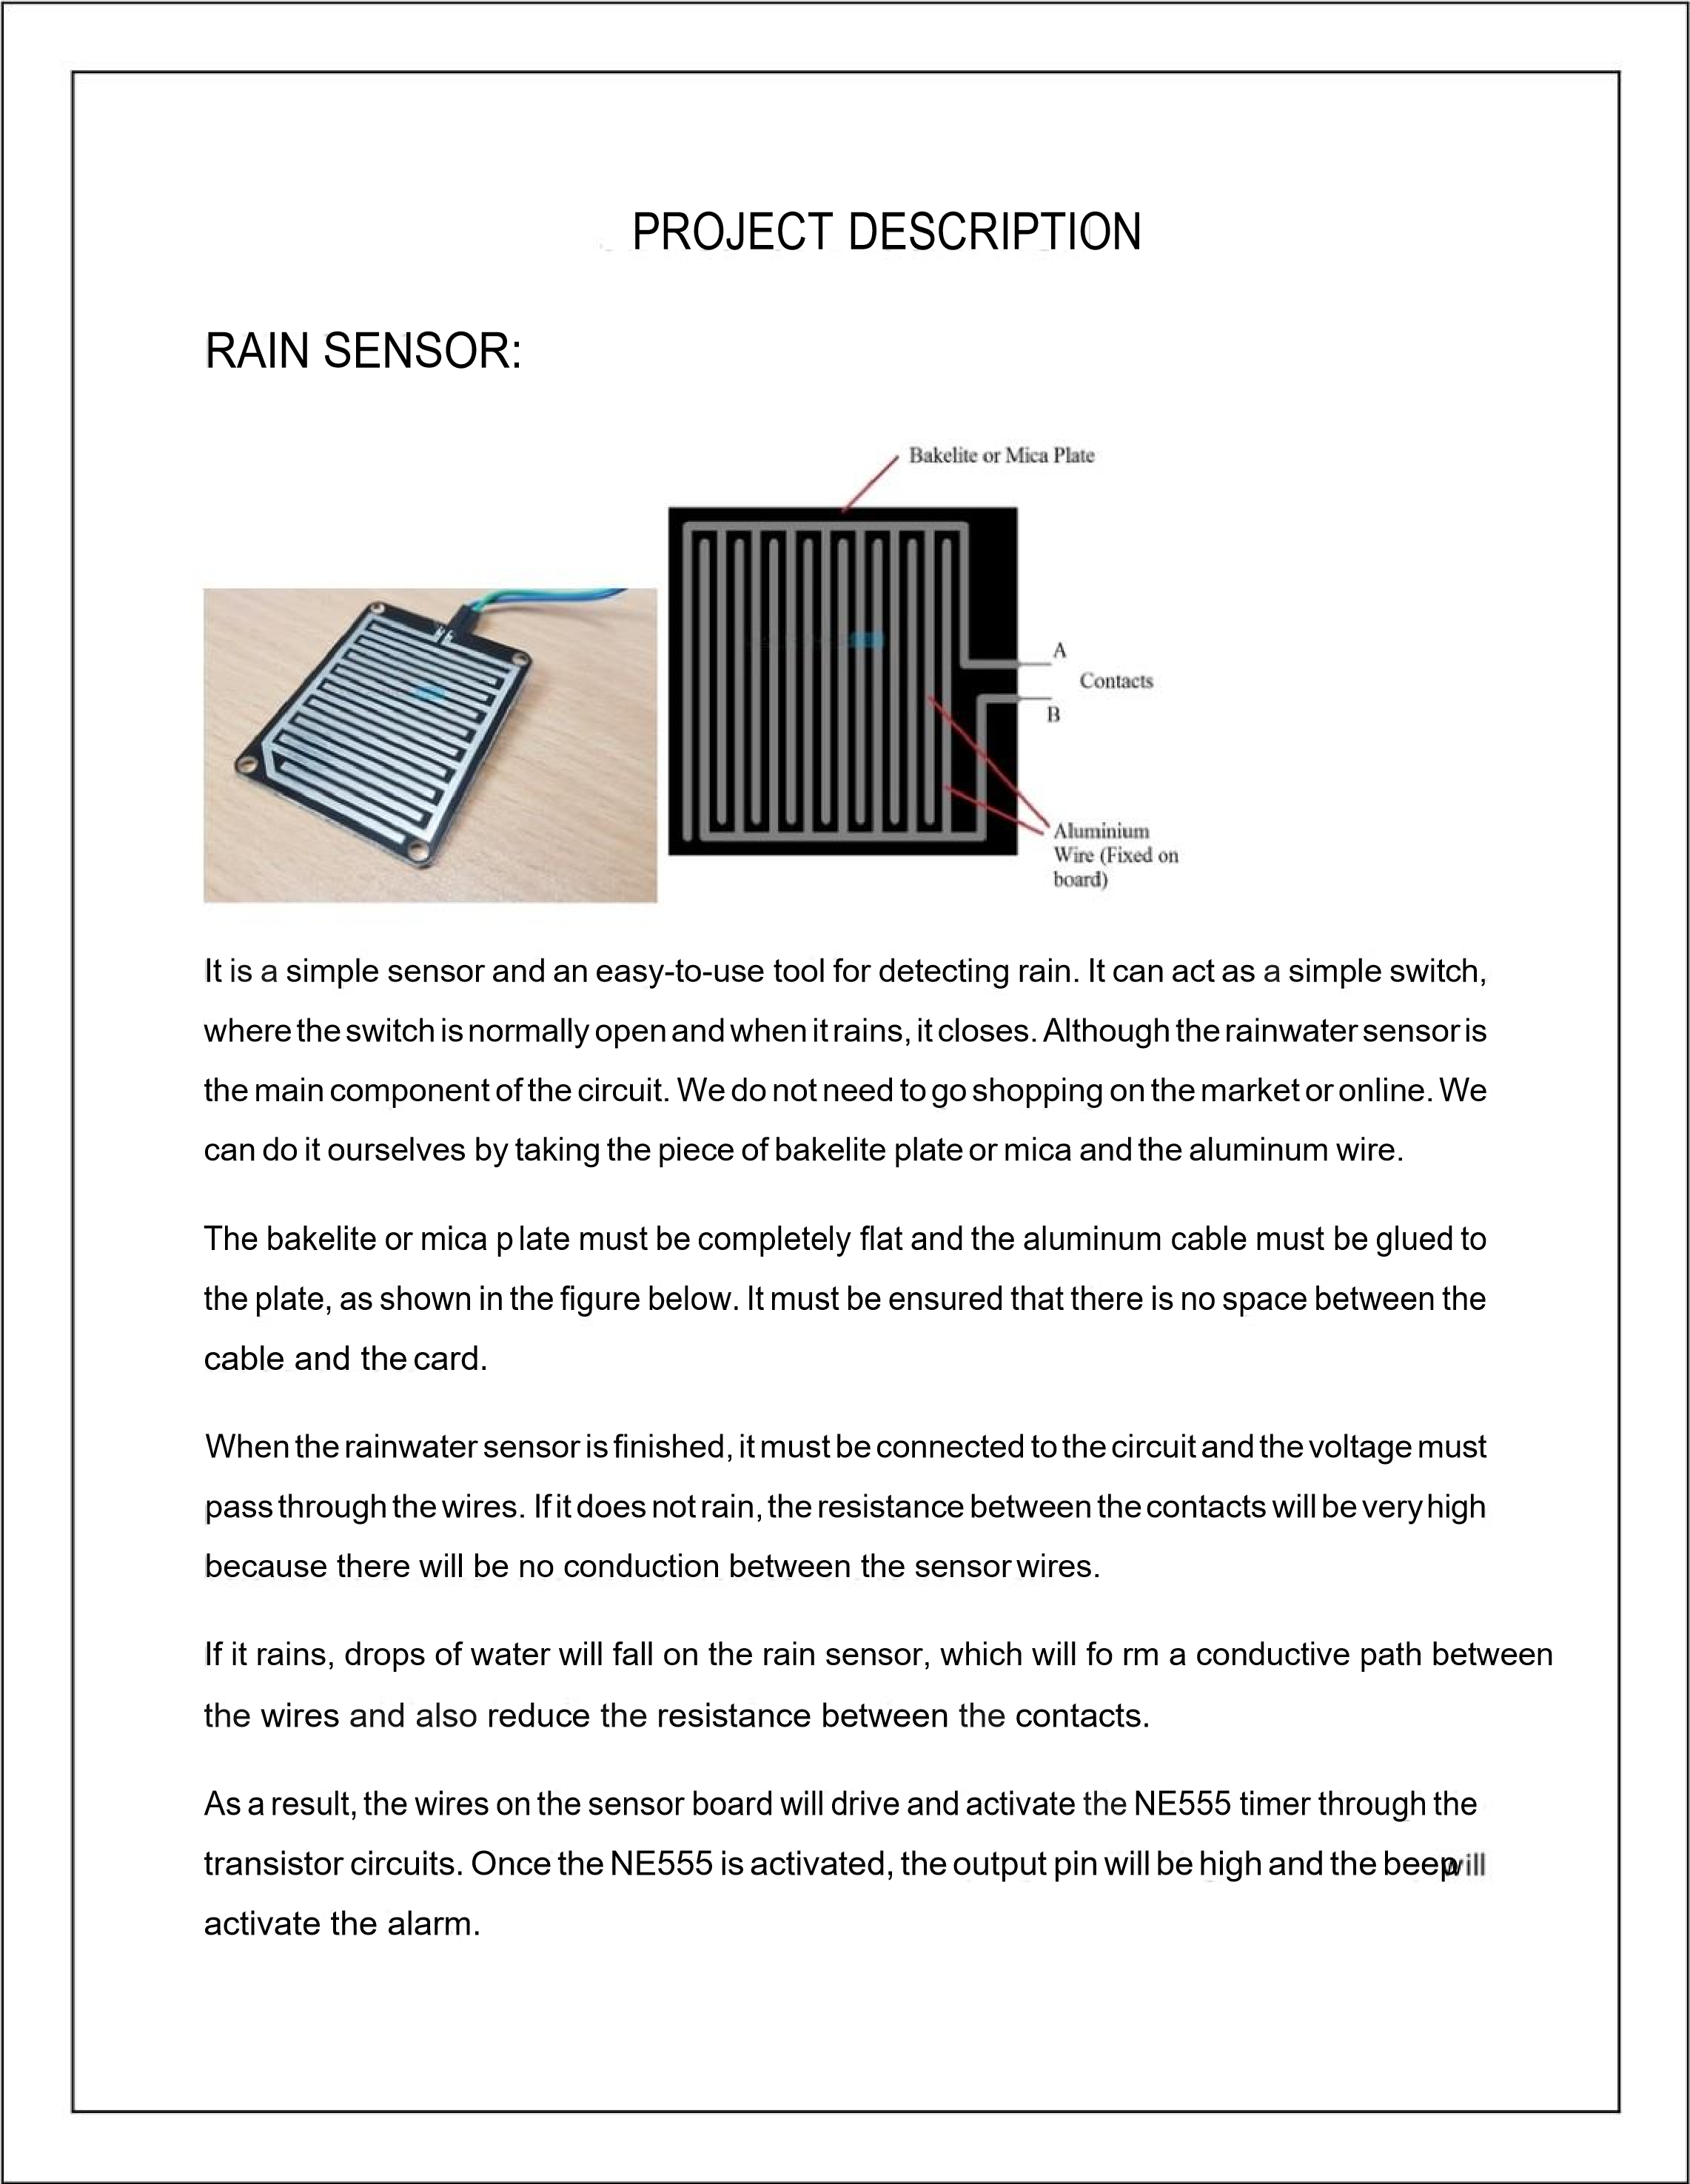 PROJECT DESCRIPTION
RAIN SENSOR:
Bakelite or Mica Plate
A
Contacts
B
Aluminium
Wire (Fixed on
board)
It is a simple sensor and an easy-to-use tool for detecting rain. It can act as a simple switch,
where the switch is normally open and when it rains, it closes. Although the rainwater sensor is
the main component of the circuit. We do not need to go shopping on the market or online. We
can do it ourselves by taking the piece of bakelite plate or mica and the aluminum wire.
The bakelite or mica p late must be completely flat and the aluminum cable must be glued to
the plate, as shown in the figure below. It must be ensured that there is no space between the
cable and the card.
When the rainwater sensor is finished, it must be connected to the circuit and the voltage must
pass through the wires. If it does not rain, the resistance between the contacts will be very high
because there will be no conduction between the sensor wires.
If it rains, drops of water will fall on the rain sensor, which will fo rm a conductive path between
the wires and also reduce the resistance between the contacts.
As a result, the wires on the sensor board will drive and activate the NE555 timer through the
transistor circuits. Once the NE555 is activated, the output pin will be high and the beep will
activate the alarm.